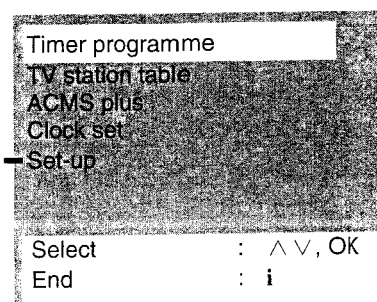 Timer programme
TV station table
ACMS plus
Clock set
Set-up
Select : ∧ ∨, OK
End : i